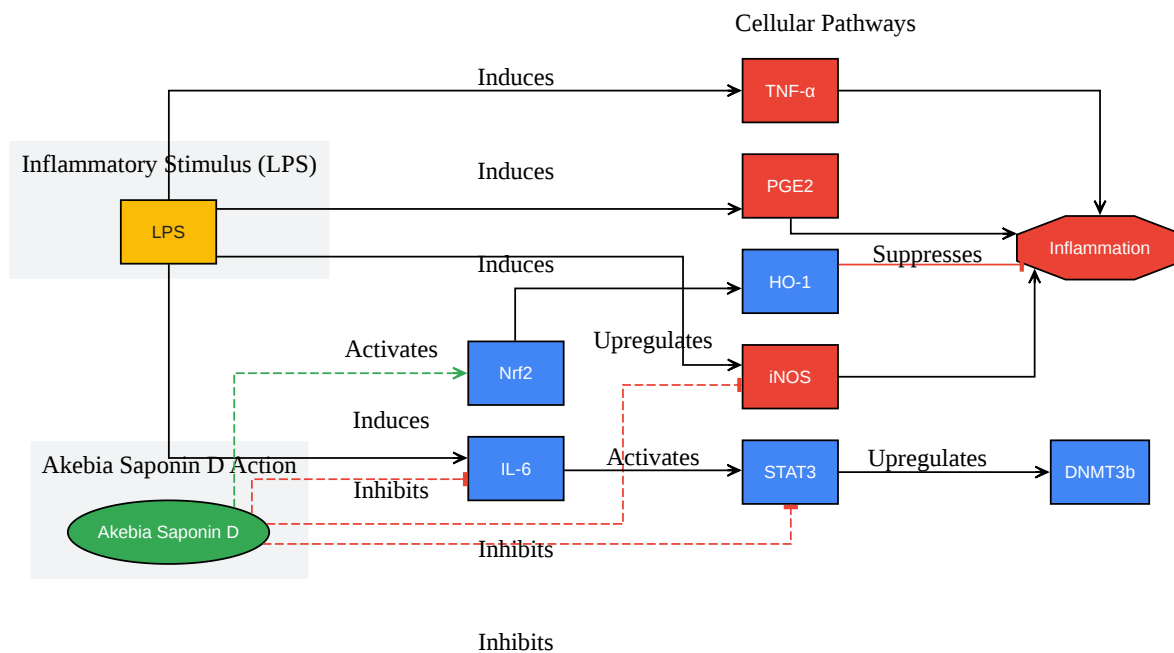 Cellular Pathways
Induces
TNF-α
Inflammatory Stimulus (LPS)
Induces
PGE2
LPS
Induces
Suppresses
Inflammation
HO-1
Upregulates
Activates
Nrf2
iNOS
Induces
Akebia Saponin D Action
IL-6
Activates
STAT3
Upregulates
DNMT3b
Inhibits
Akebia Saponin D
Inhibits
Inhibits